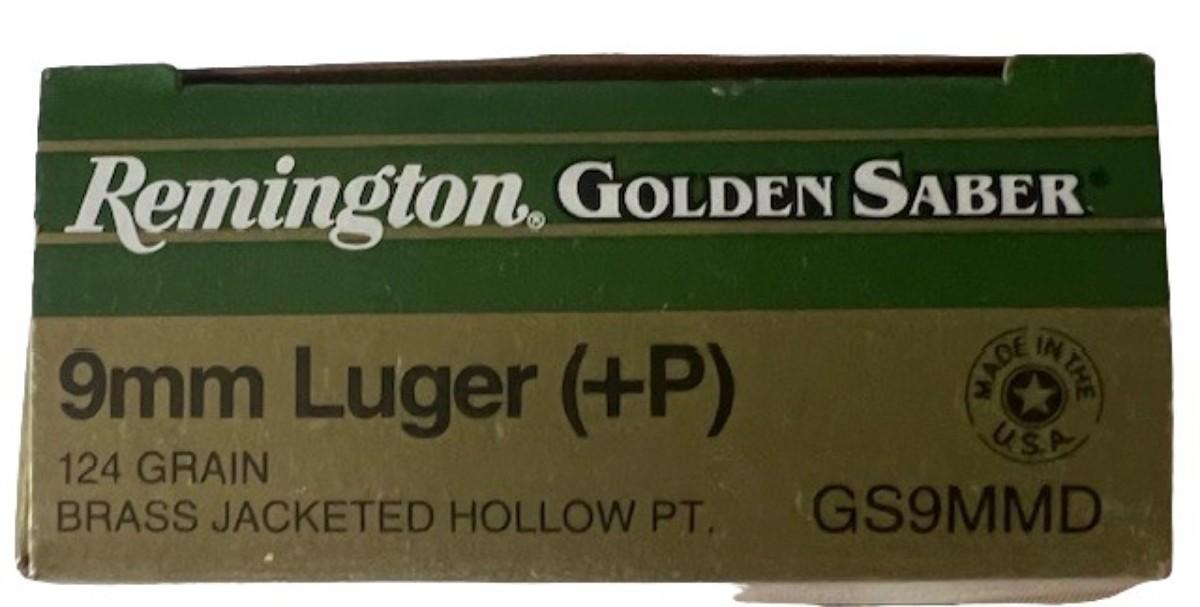 Remington® GOLDEN SABER
9mm Luger (+P)
MADE IN THE U.S.A.
124 GRAIN
BRASS JACKETED HOLLOW PT.
GS9MMD